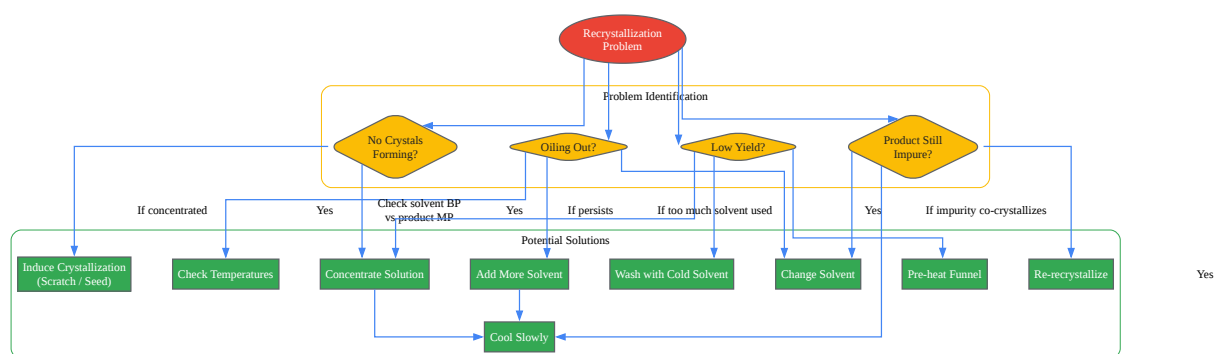 Recrystallization
Problem
Problem Identification
No Crystals
Forming?
Oiling Out?
Low Yield?
Product Still
Impure?
If concentrated
Yes
Check solvent BP
vs product MP
Yes
If persists
If too much solvent used
Yes
If impurity co-crystallizes
Potential Solutions
Induce Crystallization
(Scratch / Seed)
Check Temperatures
Concentrate Solution
Add More Solvent
Wash with Cold Solvent
Change Solvent
Pre-heat Funnel
Re-recrystallize
Yes
Cool Slowly